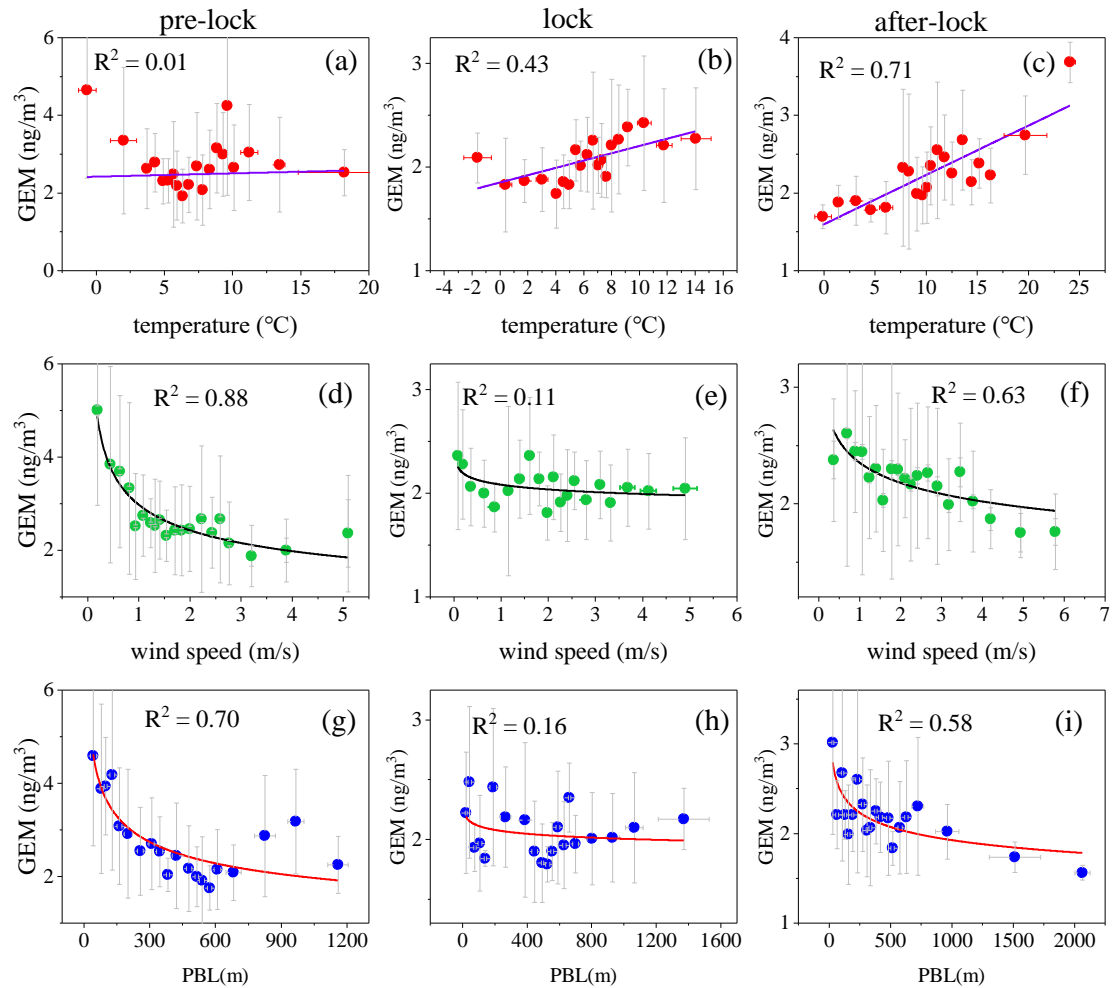 pre-lock lock after-lock
R² = 0.01 (a)
GEM (ng/m³)
0 2 4 6
0 5 10 15 20
temperature (℃)
R² = 0.43 (b)
GEM (ng/m³)
1 2 3
-4 -2 0 2 4 6 8 10 12 14 16
temperature (℃)
R² = 0.71 (c)
GEM (ng/m³)
1 2 3 4
0 5 10 15 20 25
temperature (℃)
R² = 0.88 (d)
GEM (ng/m³)
2 4 6
0 1 2 3 4 5
wind speed (m/s)
R² = 0.11 (e)
GEM (ng/m³)
1 2 3
0 1 2 3 4 5 6
wind speed (m/s)
R² = 0.63 (f)
GEM (ng/m³)
2 3
0 1 2 3 4 5 6 7
wind speed (m/s)
R² = 0.70 (g)
GEM (ng/m³)
2 4 6
0 300 600 900 1200
PBL(m)
R² = 0.16 (h)
GEM (ng/m³)
2 3
0 400 800 1200 1600
PBL(m)
R² = 0.58 (i)
GEM (ng/m³)
1 2 3
0 500 1000 1500 2000
PBL(m)